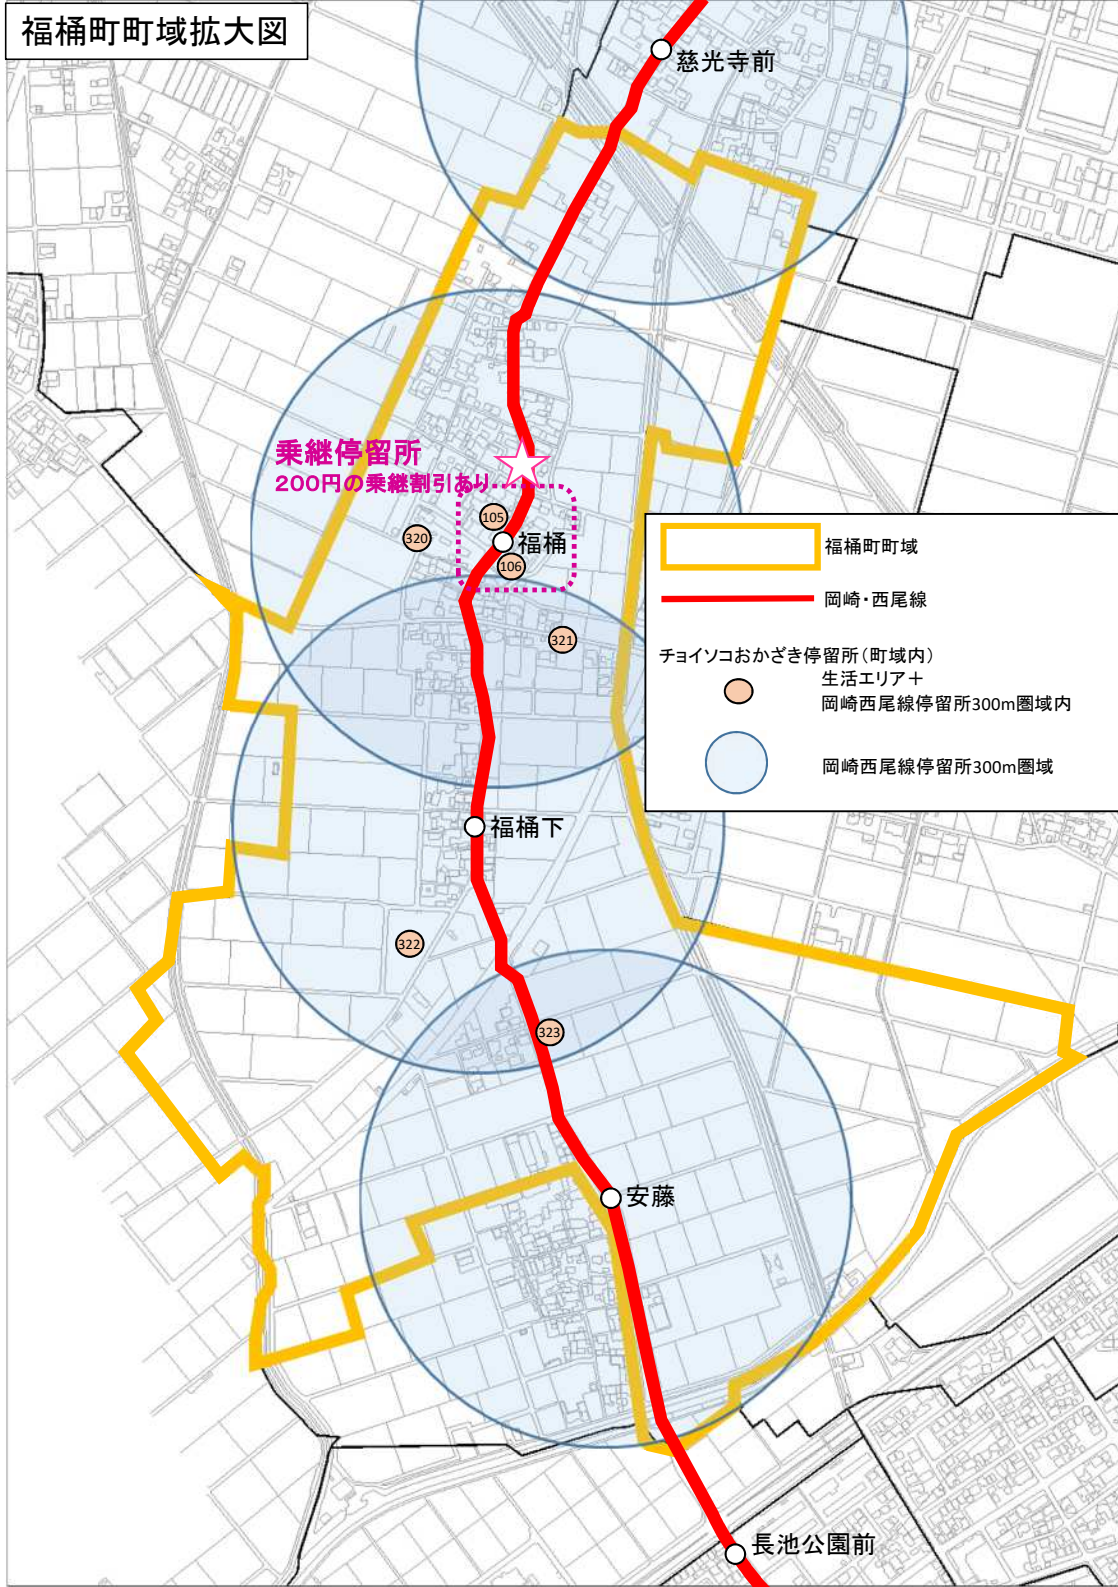 福桶町町域拡大図
慈光寺前
乗継停留所
200円の乗継割引あり
105
320
福桶
106
321
福桶町町域
岡崎・西尾線
チョイソコおかざき停留所(町域内)
生活エリア+
岡崎西尾線停留所300m圏域内
岡崎西尾線停留所300m圏域
福桶下
322
323
安藤
長池公園前